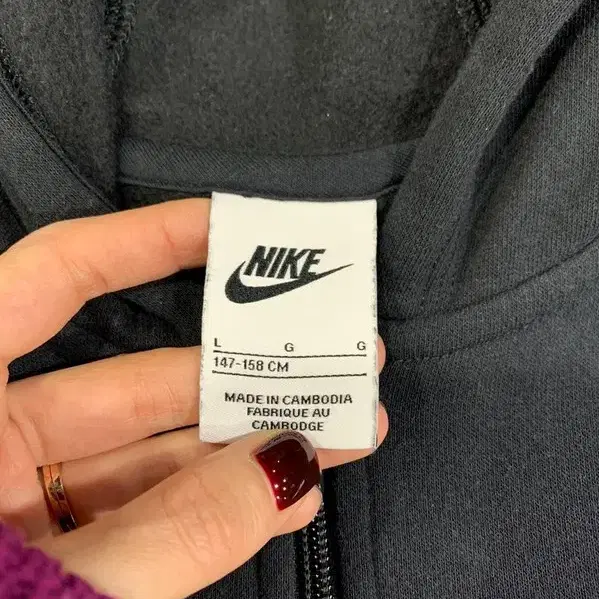 NIKE
L G G
147-158 CM
MADE IN CAMBODIA
FABRIQUE AU
CAMBODGE